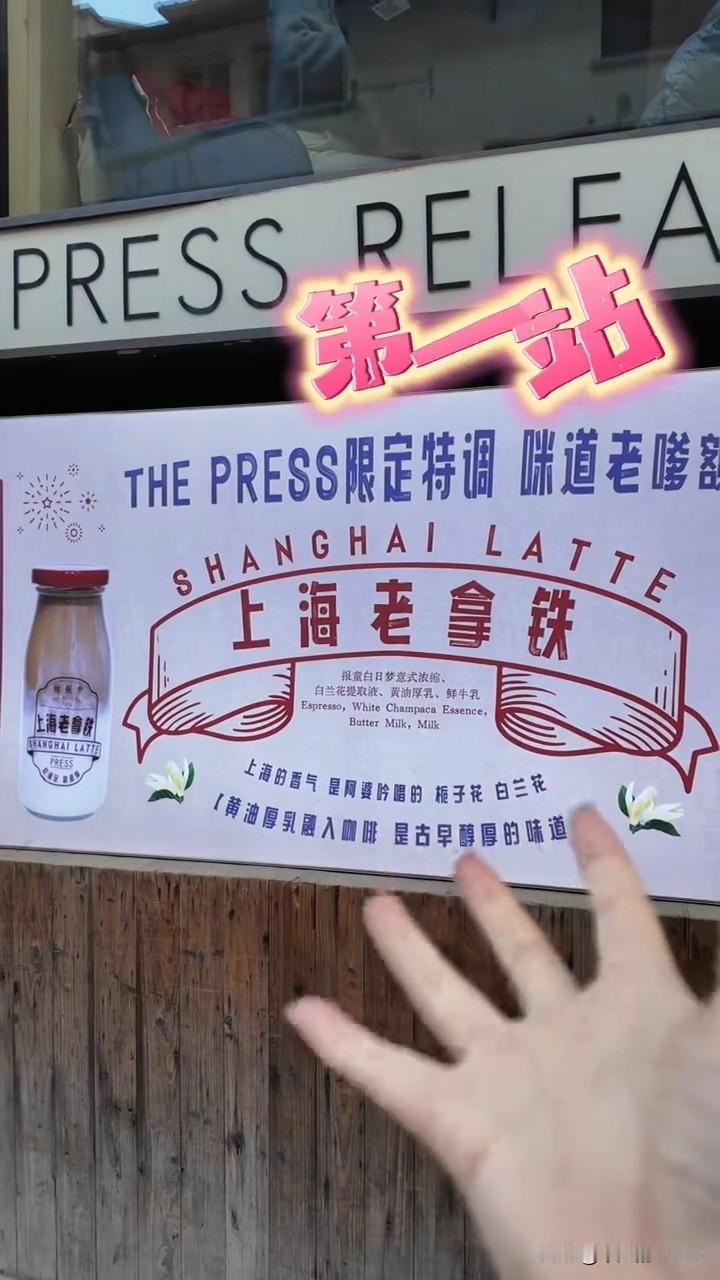 PRESS RELEA
第一站
THE PRESS限定特调 咪道老嗲额
SHANGHAI LATTE
上海老拿铁
报童白日梦意式浓缩、
白兰花提取液、黄油厚乳、鲜牛乳
Espresso, White Champaca Essence,
Butter Milk, Milk
上海老拿铁
SHANGHAI LATTE
PRESS
上海的香气 是阿婆吟唱的 栀子花 白兰花
【黄油厚乳融入咖啡 是古早醇厚的味道